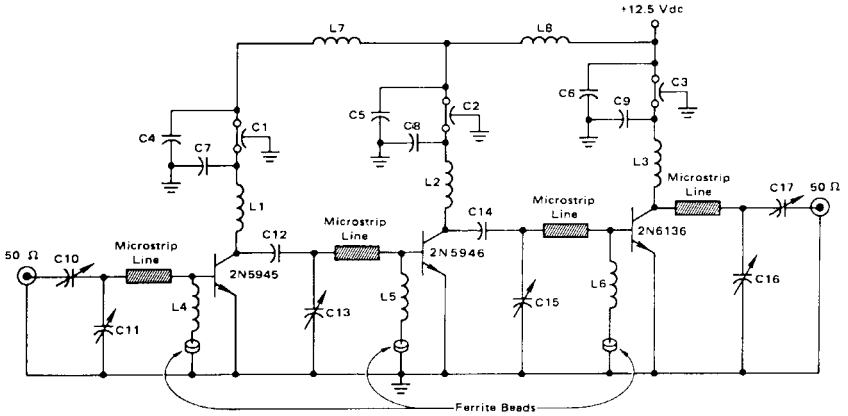 +12.5 Vdc
L7
L8
C4
C7
C1
C5
C8
C2
C6
C9
C3
L1
L2
L3
Microstrip
Line
C17
50 Ω
50 Ω
C10
Microstrip
Line
C12
Microstrip
Line
C14
Microstrip
Line
2N5945
2N5946
2N6136
C11
L4
C13
L5
C15
L6
C16
Ferrite Beads